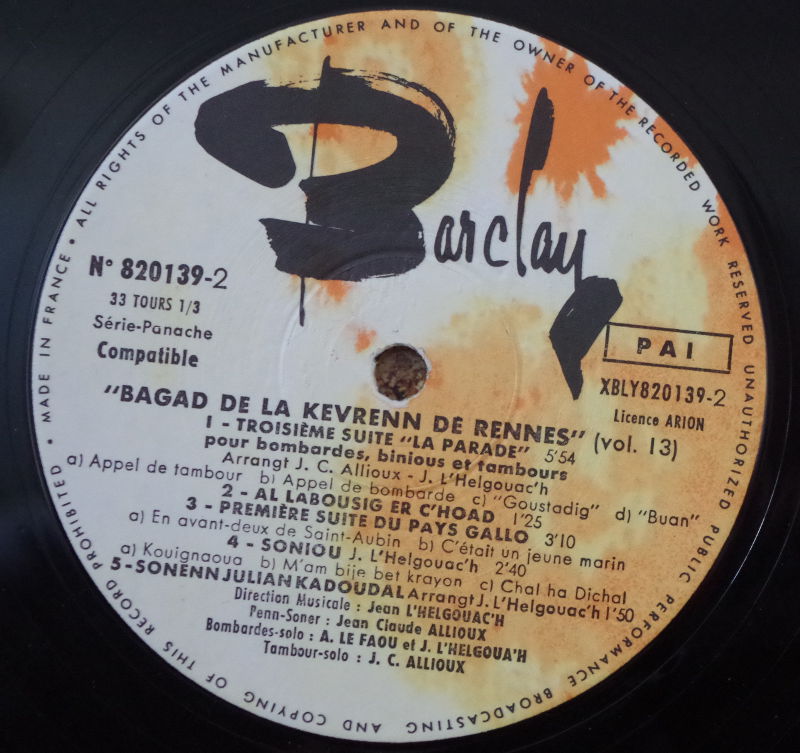 MADE IN FRANCE • ALL RIGHTS OF THE MANUFACTURER AND OF THE OWNER OF THE RECORDED WORK RESERVED UNAUTHORIZED PUBLIC PERFORMANCE BROADCASTING AND COPYING OF THIS RECORD PROHIBITED •
Barclay
N° 820139-2
33 TOURS 1/3
Série-Panache
Compatible
PAI
XBLY820139-2
Licence ARION
"BAGAD DE LA KEVRENN DE RENNES" (vol. 13)
1 - TROISIÈME SUITE "LA PARADE" 5'54
pour bombardes, binious et tambours
Arrangt J. C. Allioux - J. L'Helgouac'h
a) Appel de tambour b) Appel de bombarde c) "Goustadig" d) "Buan"
2 - AL LABOUSIG ER C'HOAD 1'25
3 - PREMIÈRE SUITE DU PAYS GALLO 3'10
a) En avant-deux de Saint-Aubin b) C'était un jeune marin
4 - SONIOU J. L'Helgouac'h 2'40
a) Kouignaoua b) M'am bije bet krayon c) Chal ha Dichal
5 - SONENN JULIAN KADOUDAL Arrangt J. L'Helgouac'h 1'50
Direction Musicale : Jean L'HELGOUAC'H
Penn-Soner : Jean Claude ALLIOUX
Bombardes-solo : A. LE FAOU et J. L'HELGOUA'H
Tambour-solo : J. C. ALLIOUX